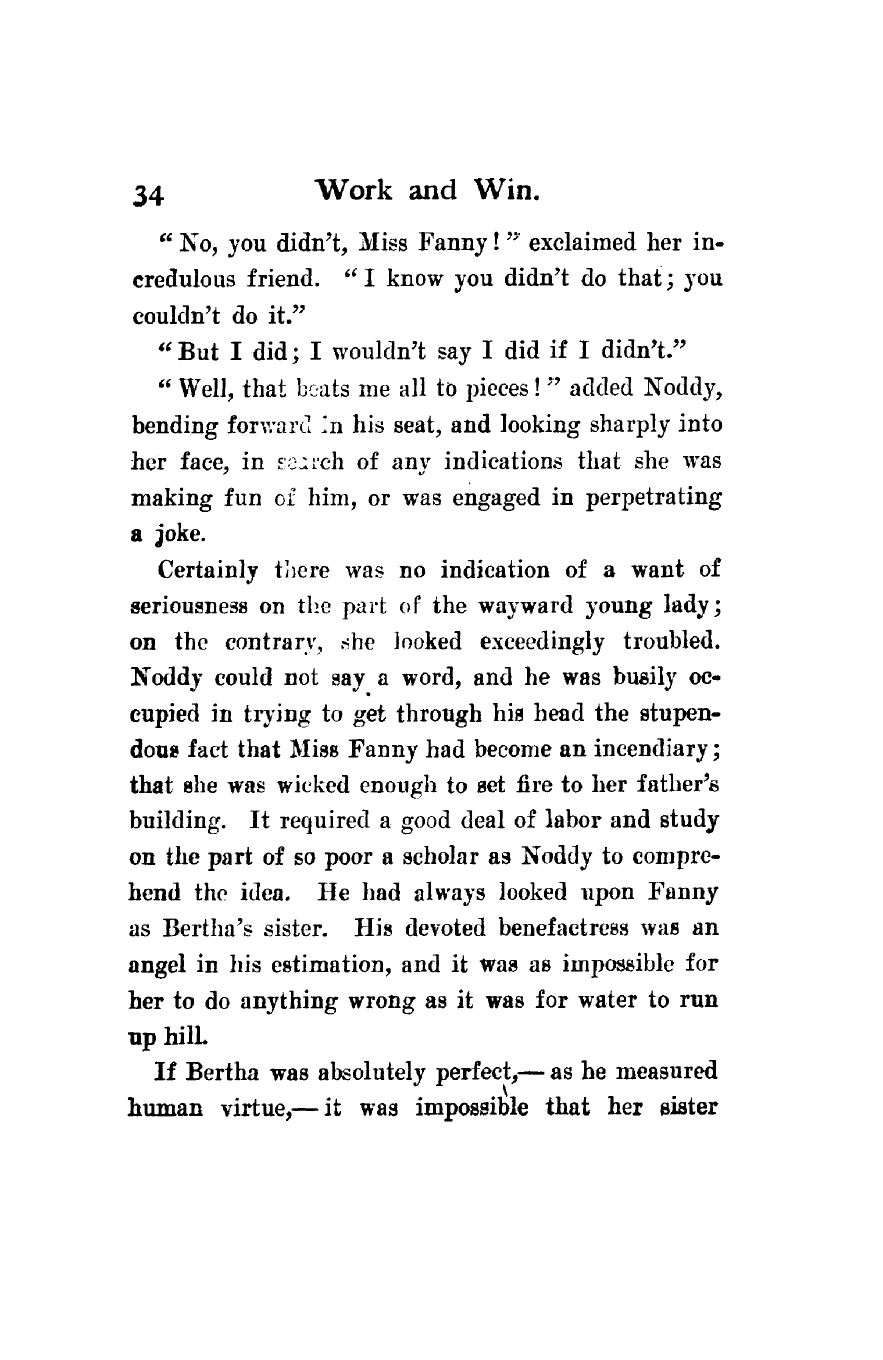 34 Work and Win.
“ No, you didn’t, Miss Fanny ! ” exclaimed her in-
credulous friend. “ I know you didn’t do that ; you
couldn’t do it.”
“ But I did ; I wouldn’t say I did if I didn’t.”
“ Well, that beats me all to pieces ! ” added Noddy,
bending forward in his seat, and looking sharply into
her face, in search of any indications that she was
making fun of him, or was engaged in perpetrating
a joke.
Certainly there was no indication of a want of
seriousness on the part of the wayward young lady ;
on the contrary, she looked exceedingly troubled.
Noddy could not say a word, and he was busily oc-
cupied in trying to get through his head the stupen-
dous fact that Miss Fanny had become an incendiary ;
that she was wicked enough to set fire to her father’s
building. It required a good deal of labor and study
on the part of so poor a scholar as Noddy to compre-
hend the idea. He had always looked upon Fanny
as Bertha’s sister. His devoted benefactress was an
angel in his estimation, and it was as impossible for
her to do anything wrong as it was for water to run
up hill.
If Bertha was absolutely perfect,— as he measured
human virtue,— it was impossible that her sister